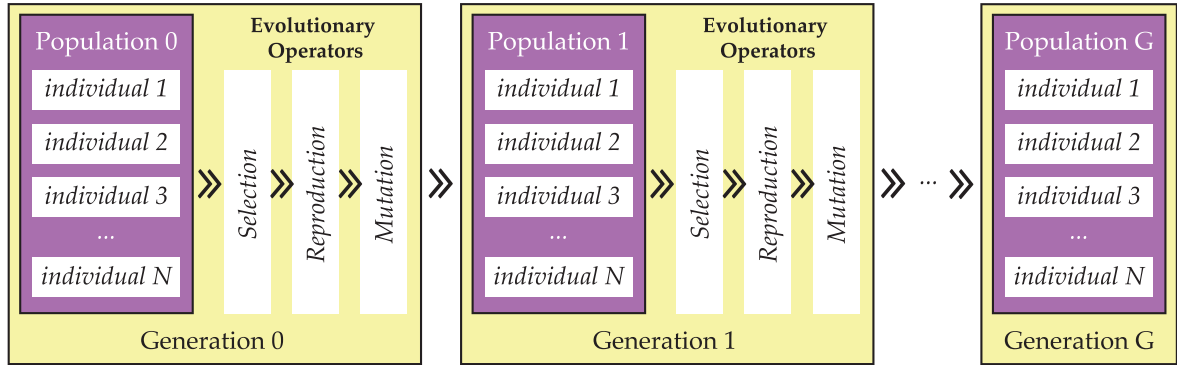 Population 0
individual 1
individual 2
individual 3
...
individual N
Evolutionary
Operators
Selection
Reproduction
Mutation
Generation 0
Population 1
individual 1
individual 2
individual 3
...
individual N
Evolutionary
Operators
Selection
Reproduction
Mutation
Generation 1
...
Population G
individual 1
individual 2
individual 3
...
individual N
Generation G